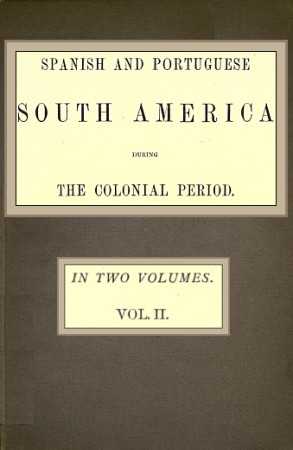 SPANISH AND PORTUGUESE
SOUTH AMERICA
DURING
THE COLONIAL PERIOD.
IN TWO VOLUMES.
VOL. II.